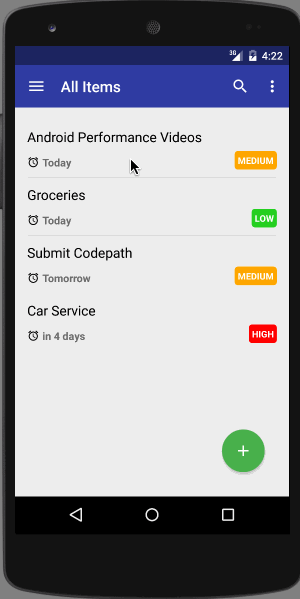 3G 4:22
All Items
Android Performance Videos
Today MEDIUM
Groceries
Today LOW
Submit Codepath
Tomorrow MEDIUM
Car Service
in 4 days HIGH
+